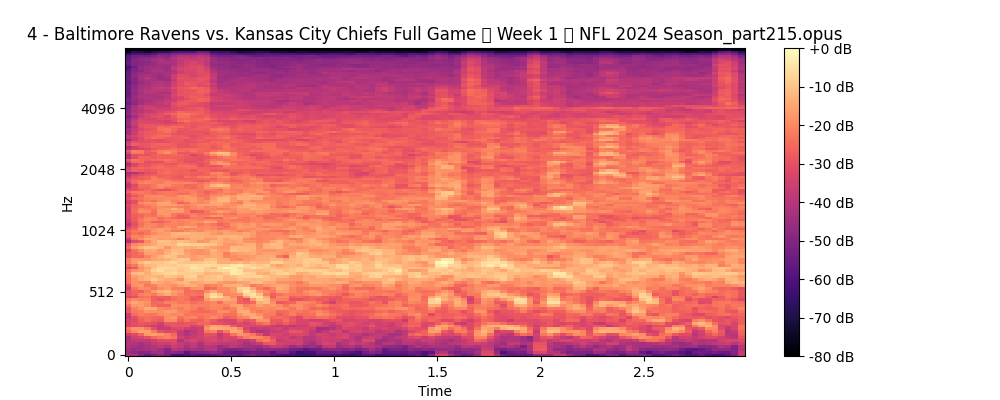 4 - Baltimore Ravens vs. Kansas City Chiefs Full Game ▯ Week 1 ▯ NFL 2024 Season_part215.opus
+0 dB
-10 dB
-20 dB
-30 dB
-40 dB
-50 dB
-60 dB
-70 dB
-80 dB
4096
2048
1024
512
0
Hz
0
0.5
1
1.5
2
2.5
Time